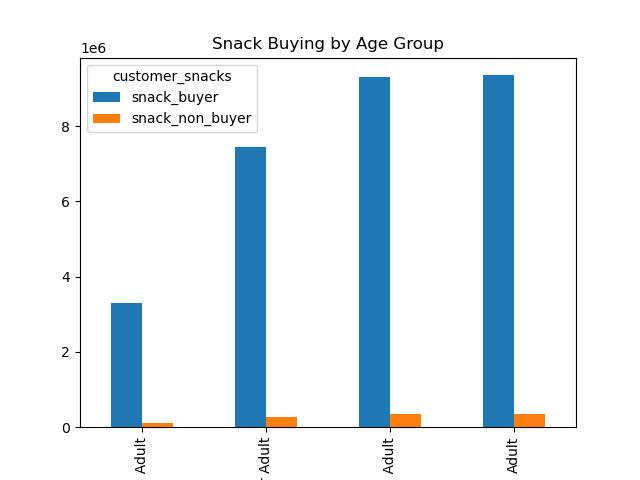 Snack Buying by Age Group
1e6
customer_snacks
snack_buyer
snack_non_buyer
8
6
4
2
0
Adult
Adult
Adult
Adult